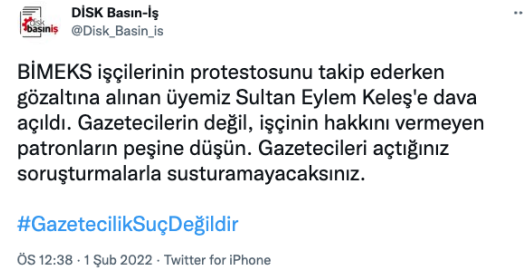 DİSK Basın-İş
@Disk_Basin_is
disk
basıniş
BİMEKS işçilerinin protestosunu takip ederken
gözaltına alınan üyemiz Sultan Eylem Keleş'e dava
açıldı. Gazetecilerin değil, işçinin hakkını vermeyen
patronların peşine düşün. Gazetecileri açtığınız
soruşturmalarla susturamayacaksınız.
#GazetecilikSuçDeğildir
ÖS 12:38 · 1 Şub 2022 · Twitter for iPhone